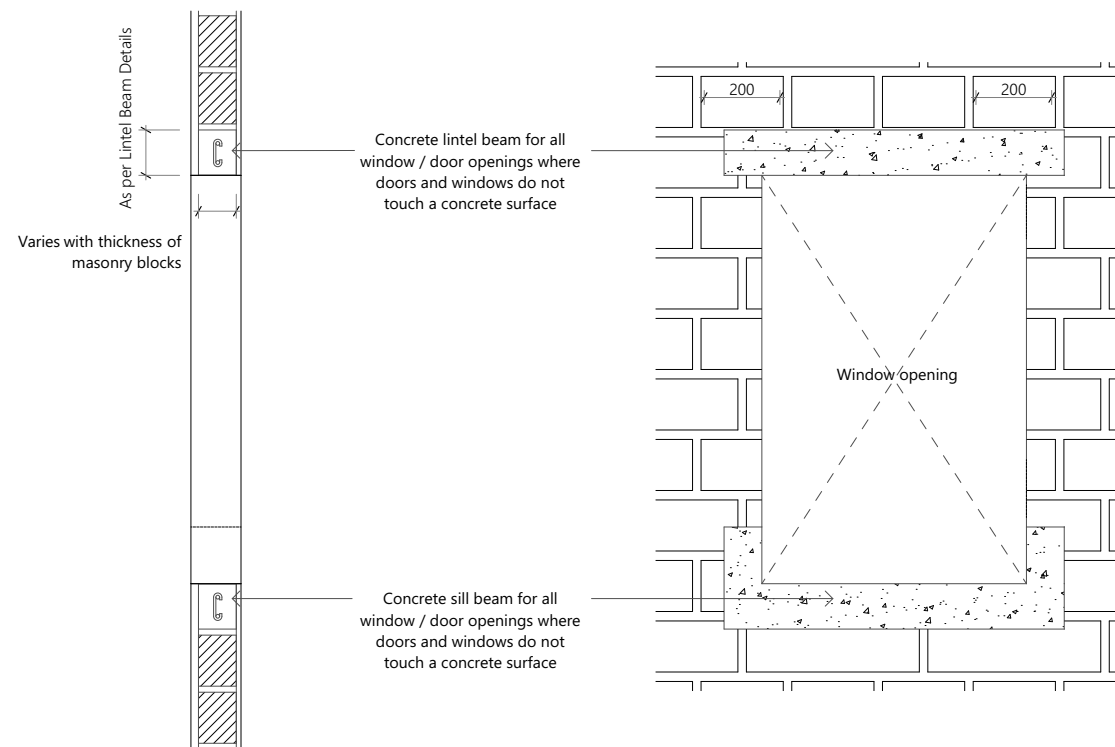 As per Lintel Beam Details
200
200
Concrete lintel beam for all
window / door openings where
doors and windows do not
touch a concrete surface
Varies with thickness of
masonry blocks
Window opening
Concrete sill beam for all
window / door openings where
doors and windows do not
touch a concrete surface